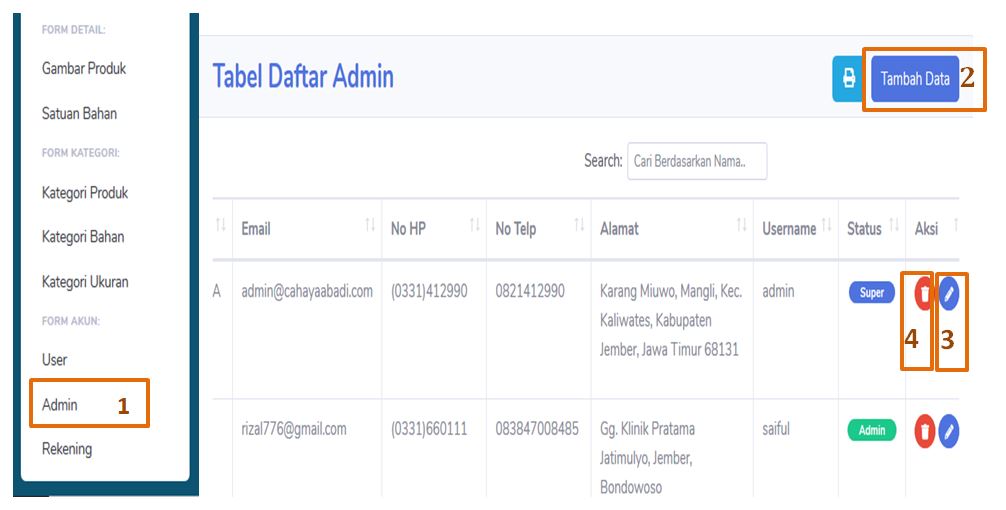 FORM DETAIL:
Gambar Produk
Satuan Bahan
FORM KATEGORI:
Kategori Produk
Kategori Bahan
Kategori Ukuran
FORM AKUN:
User
Admin 1
Rekening
Tabel Daftar Admin
Tambah Data 2
Search: Cari Berdasarkan Nama..
Email No HP No Telp Alamat Username Status Aksi
A admin@cahayaabadi.com (0331)412990 0821412990 Karang Miuwo, Mangli, Kec. admin Super
Kaliwates, Kabupaten
Jember, Jawa Timur 68131
4 3
rizal776@gmail.com (0331)660111 083847008485 Gg. Klinik Pratama saiful Admin
Jatimulyo, Jember,
Bondowoso